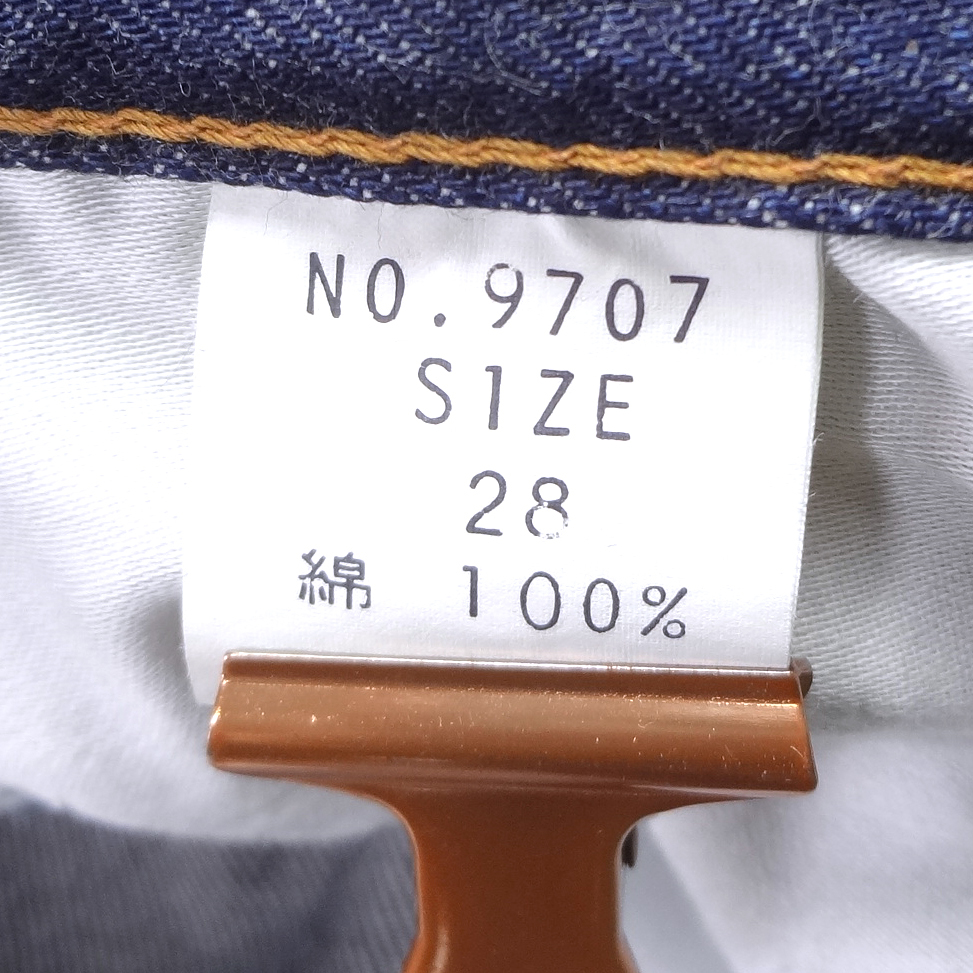 NO.9707
SIZE
28
綿 100%